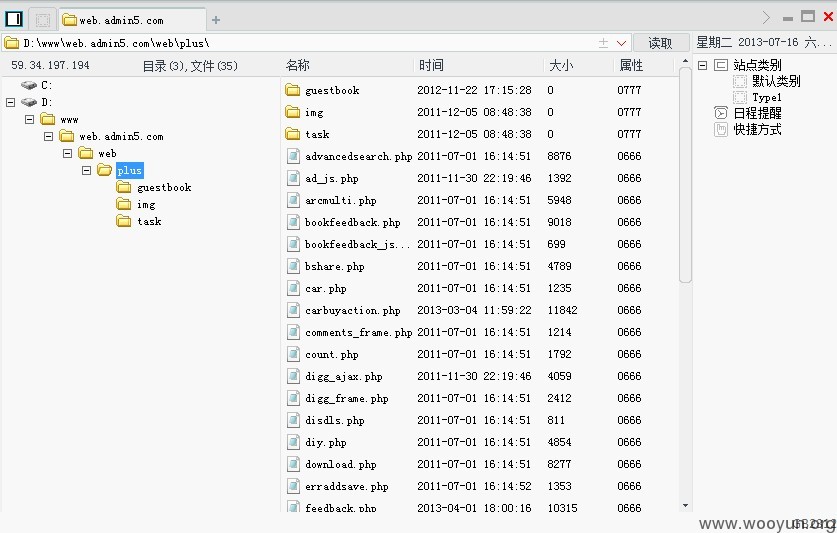 web.admin5.com
D:\www\web.admin5.com\web\plus\
读取
星期二 2013-07-16 六...
59.34.197.194
目录(3),文件(35)
名称 时间 大小 属性
C:
D:
www
web.admin5.com
web
plus
guestbook
img
task
guestbook 2012-11-22 17:15:28 0 0777
img 2011-12-05 08:48:38 0 0777
task 2011-12-05 08:48:38 0 0777
advancedsearch.php 2011-07-01 16:14:51 8876 0666
ad_js.php 2011-11-30 22:19:46 1392 0666
arcmulti.php 2011-07-01 16:14:51 5948 0666
bookfeedback.php 2011-07-01 16:14:51 9018 0666
bookfeedback_js... 2011-07-01 16:14:51 699 0666
bshare.php 2011-07-01 16:14:51 4789 0666
car.php 2011-07-01 16:14:51 1235 0666
carbuyaction.php 2013-03-04 11:59:22 11842 0666
comments_frame.php 2011-07-01 16:14:51 1214 0666
count.php 2011-07-01 16:14:51 1792 0666
digg_ajax.php 2011-11-30 22:19:46 4059 0666
digg_frame.php 2011-07-01 16:14:51 2412 0666
disdls.php 2011-07-01 16:14:51 811 0666
diy.php 2011-07-01 16:14:51 4854 0666
download.php 2011-07-01 16:14:51 8277 0666
erraddsave.php 2011-07-01 16:14:52 1353 0666
feedback.php 2013-04-01 18:00:16 10315 0666
站点类别
默认类别
Type1
日程提醒
快捷方式
GB2312
www.wooyun.org